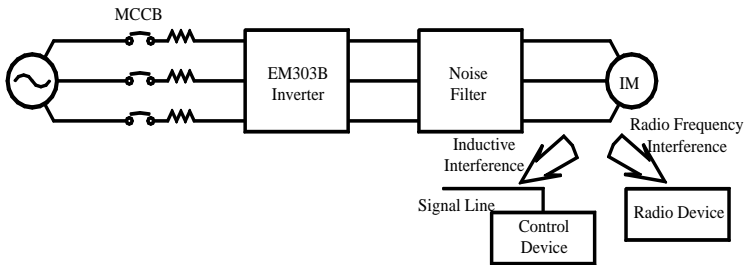 MCCB
EM303B
Inverter
Noise
Filter
IM
Inductive
Interference
Radio Frequency
Interference
Signal Line
Control
Device
Radio Device